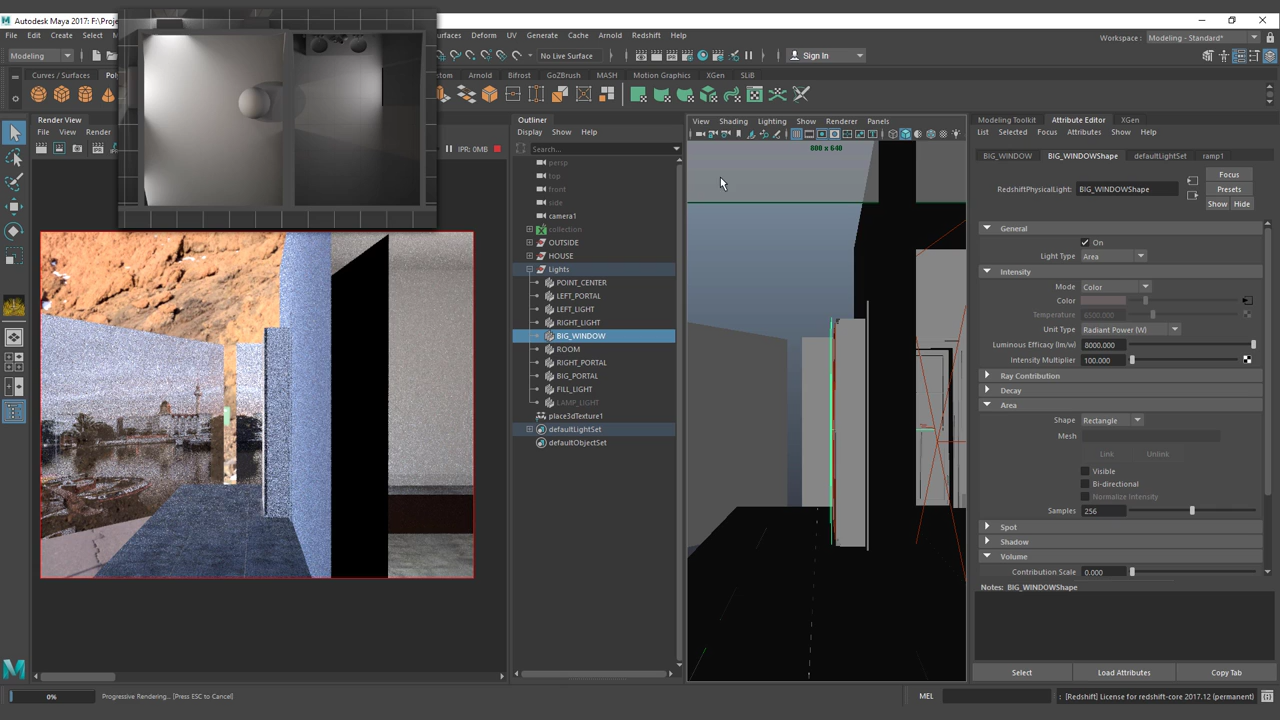 Autodesk Maya 2017: F:\Proje
File Edit Create Select
urfaces Deform UV Generate Cache Arnold Redshift Help
Workspace : Modeling - Standard*
Modeling
No Live Surface
Sign In
Curves / Surfaces
Poly
ustom Arnold Bifrost GoZBrush MASH Motion Graphics XGen SLiB
Render View
File View Render
IPR: 0MB
Outliner
Display Show Help
Search...
persp
top
front
side
camera1
collection
OUTSIDE
HOUSE
Lights
POINT_CENTER
LEFT_PORTAL
LEFT_LIGHT
RIGHT_LIGHT
BIG_WINDOW
ROOM
RIGHT_PORTAL
BIG_PORTAL
FILL_LIGHT
LAMP_LIGHT
place3dTexture1
defaultLightSet
defaultObjectSet
View Shading Lighting Show Renderer Panels
800 x 640
Modeling Toolkit Attribute Editor XGen
List Selected Focus Attributes Show Help
BIG_WINDOW BIG_WINDOWShape defaultLightSet ramp1
RedshiftPhysicalLight: BIG_WINDOWShape
Focus
Presets
Show Hide
General
On
Light Type Area
Intensity
Mode Color
Color
Temperature 6500.000
Unit Type Radiant Power (W)
Luminous Efficacy (lm/w) 8000.000
Intensity Multiplier 100.000
Ray Contribution
Decay
Area
Shape Rectangle
Mesh
Link Unlink
Visible
Bi-directional
Normalize Intensity
Samples 256
Spot
Shadow
Volume
Contribution Scale 0.000
Notes: BIG_WINDOWShape
Select Load Attributes Copy Tab
0% Progressive Rendering... [Press ESC to Cancel]
MEL
: [Redshift] License for redshift-core 2017.12 (permanent)